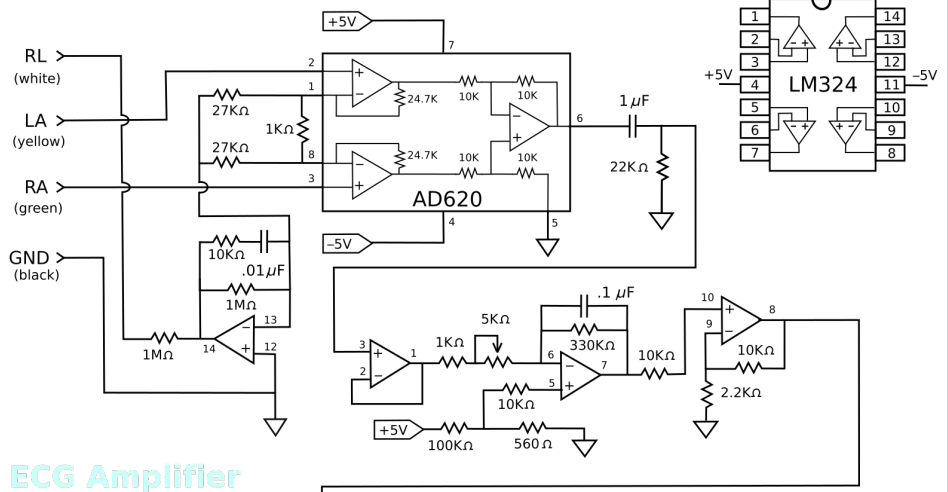 +5V
7
RL
(white)
LA
(yellow)
RA
(green)
GND
(black)
2
1
8
3
27KΩ
27KΩ
1KΩ
24.7K
24.7K
10K
10K
10K
10K
AD620
6
4
5
–5V
1µF
22KΩ
10KΩ
.01µF
1MΩ
13
12
14
1MΩ
1
2
3
+5V
4
5
6
7
LM324
14
13
12
11
–5V
10
9
8
3
2
1
1KΩ
5KΩ
.1 µF
330KΩ
6
5
7
10KΩ
+5V
100KΩ
560Ω
10KΩ
10
9
8
10KΩ
2.2KΩ
ECG Amplifier